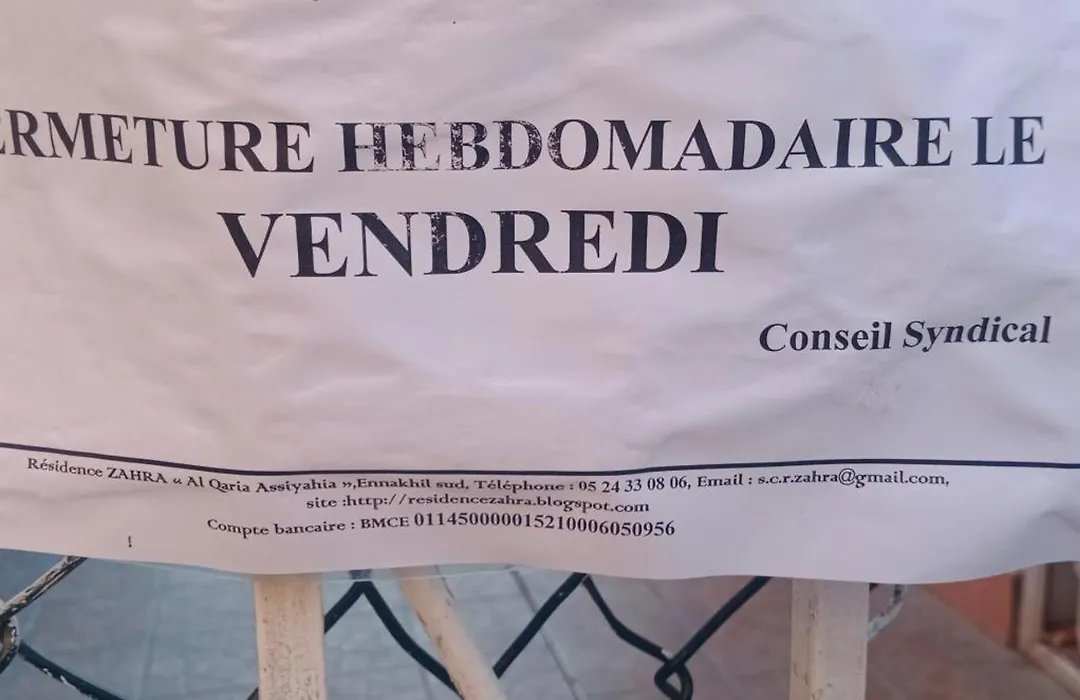 ERMETURE HEBDOMADAIRE LE
VENDREDI
Conseil Syndical
Résidence ZAHRA « Al Qaria Assiyahia »,Ennakhil sud, Téléphone : 05 24 33 08 06, Email : s.c.r.zahra@gmail.com,
site :http://residencezahra.blogspot.com
Compte bancaire : BMCE 011450000015210006050956